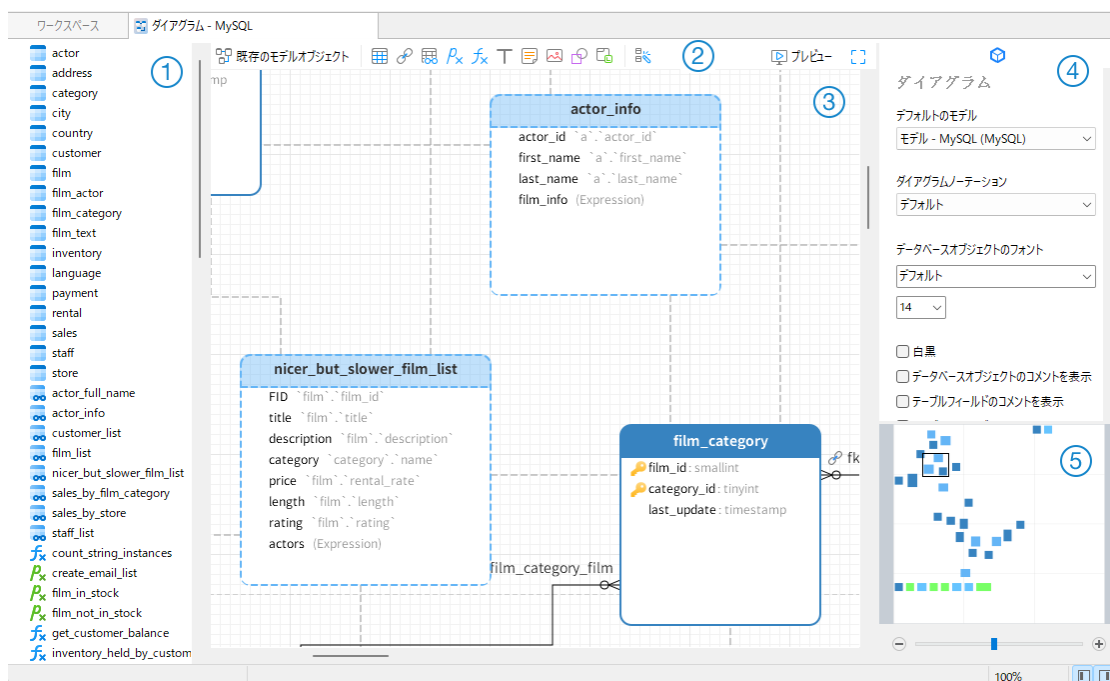 ワークスペース
ダイアグラム - MySQL
actor
address
category
city
country
customer
film
film_actor
film_category
film_text
inventory
language
payment
rental
sales
staff
store
actor_full_name
actor_info
customer_list
film_list
nicer_but_slower_film_list
sales_by_film_category
sales_by_store
staff_list
count_string_instances
create_email_list
film_in_stock
film_not_in_stock
get_customer_balance
inventory_held_by_custom
①
既存のモデルオブジェクト
②
プレビュー
③
mp
actor_info
actor_id `a`.`actor_id`
first_name `a`.`first_name`
last_name `a`.`last_name`
film_info (Expression)
nicer_but_slower_film_list
FID `film`.`film_id`
title `film`.`title`
description `film`.`description`
category `category`.`name`
price `film`.`rental_rate`
length `film`.`length`
rating `film`.`rating`
actors (Expression)
film_category
film_id: smallint
category_id: tinyint
last_update: timestamp
fk
film_category_film
④
ダイアグラム
デフォルトのモデル
モデル - MySQL (MySQL)
ダイアグラムノーテーション
デフォルト
データベースオブジェクトのフォント
デフォルト
14
白黒
データベースオブジェクトのコメントを表示
テーブルフィールドのコメントを表示
⑤
100%